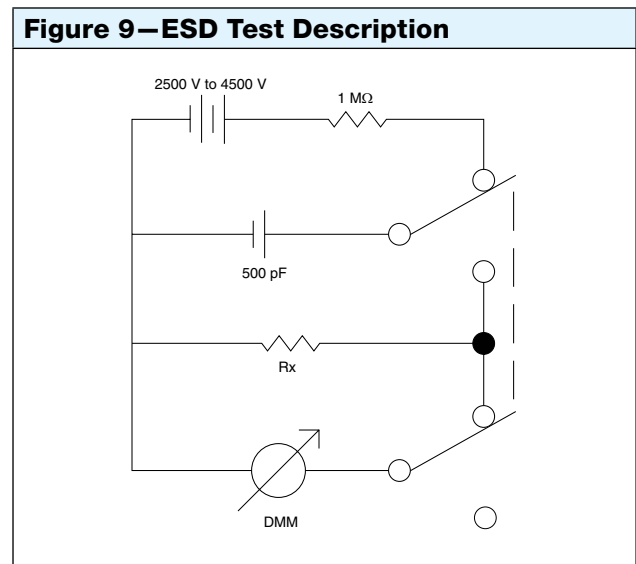 Figure 9—ESD Test Description
2500 V to 4500 V
1 MΩ
500 pF
Rx
DMM